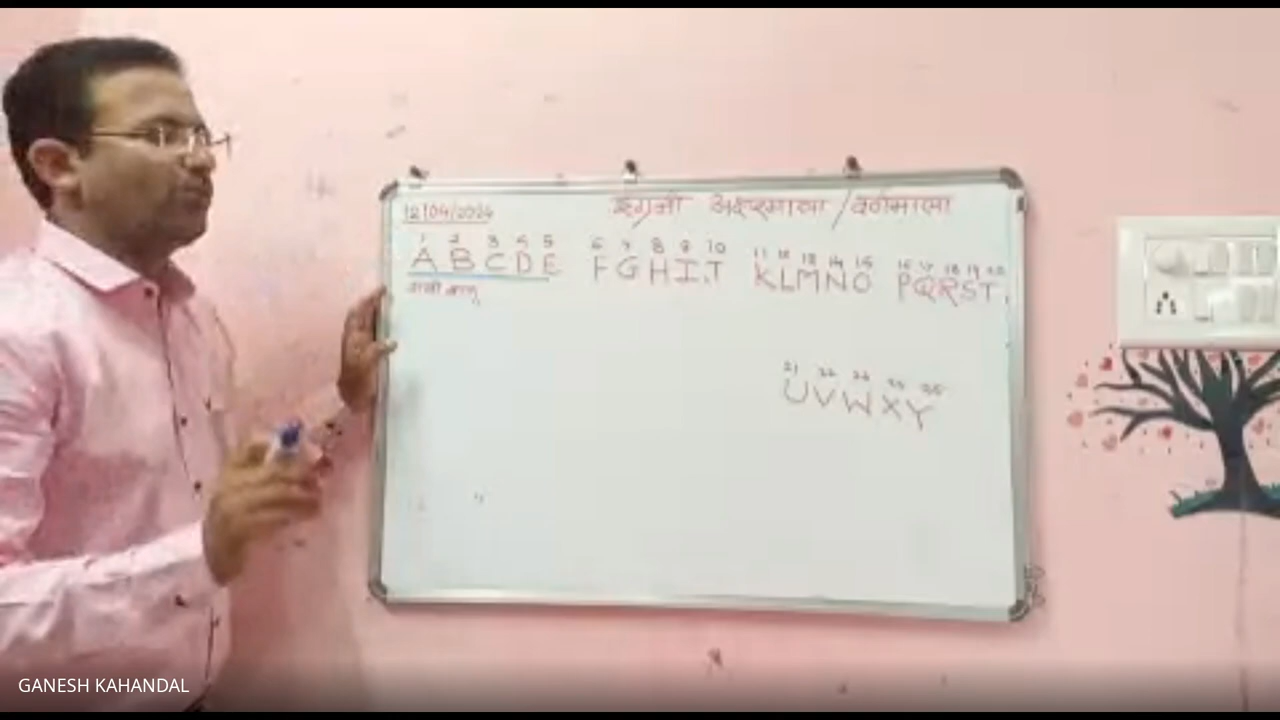 12/04/2024 इंग्रजी अक्षरमाला / वर्णमाला
1 2 3 4 5 6 7 8 9 10 11 12 13 14 15 16 17 18 19 20
A B C D E F G H I J K L M N O P Q R S T
21 22 23 24 25
U V W X Y
GANESH KAHANDAL